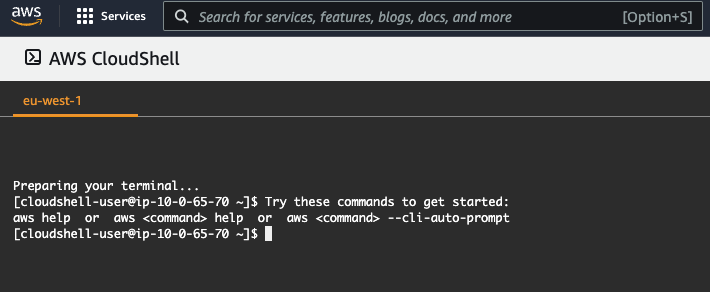 aws
Services
Search for services, features, blogs, docs, and more
[Option+S]
AWS CloudShell
eu-west-1
Preparing your terminal...
[cloudshell-user@ip-10-0-65-70 ~]$ Try these commands to get started:
aws help  or  aws <command> help  or  aws <command> --cli-auto-prompt
[cloudshell-user@ip-10-0-65-70 ~]$